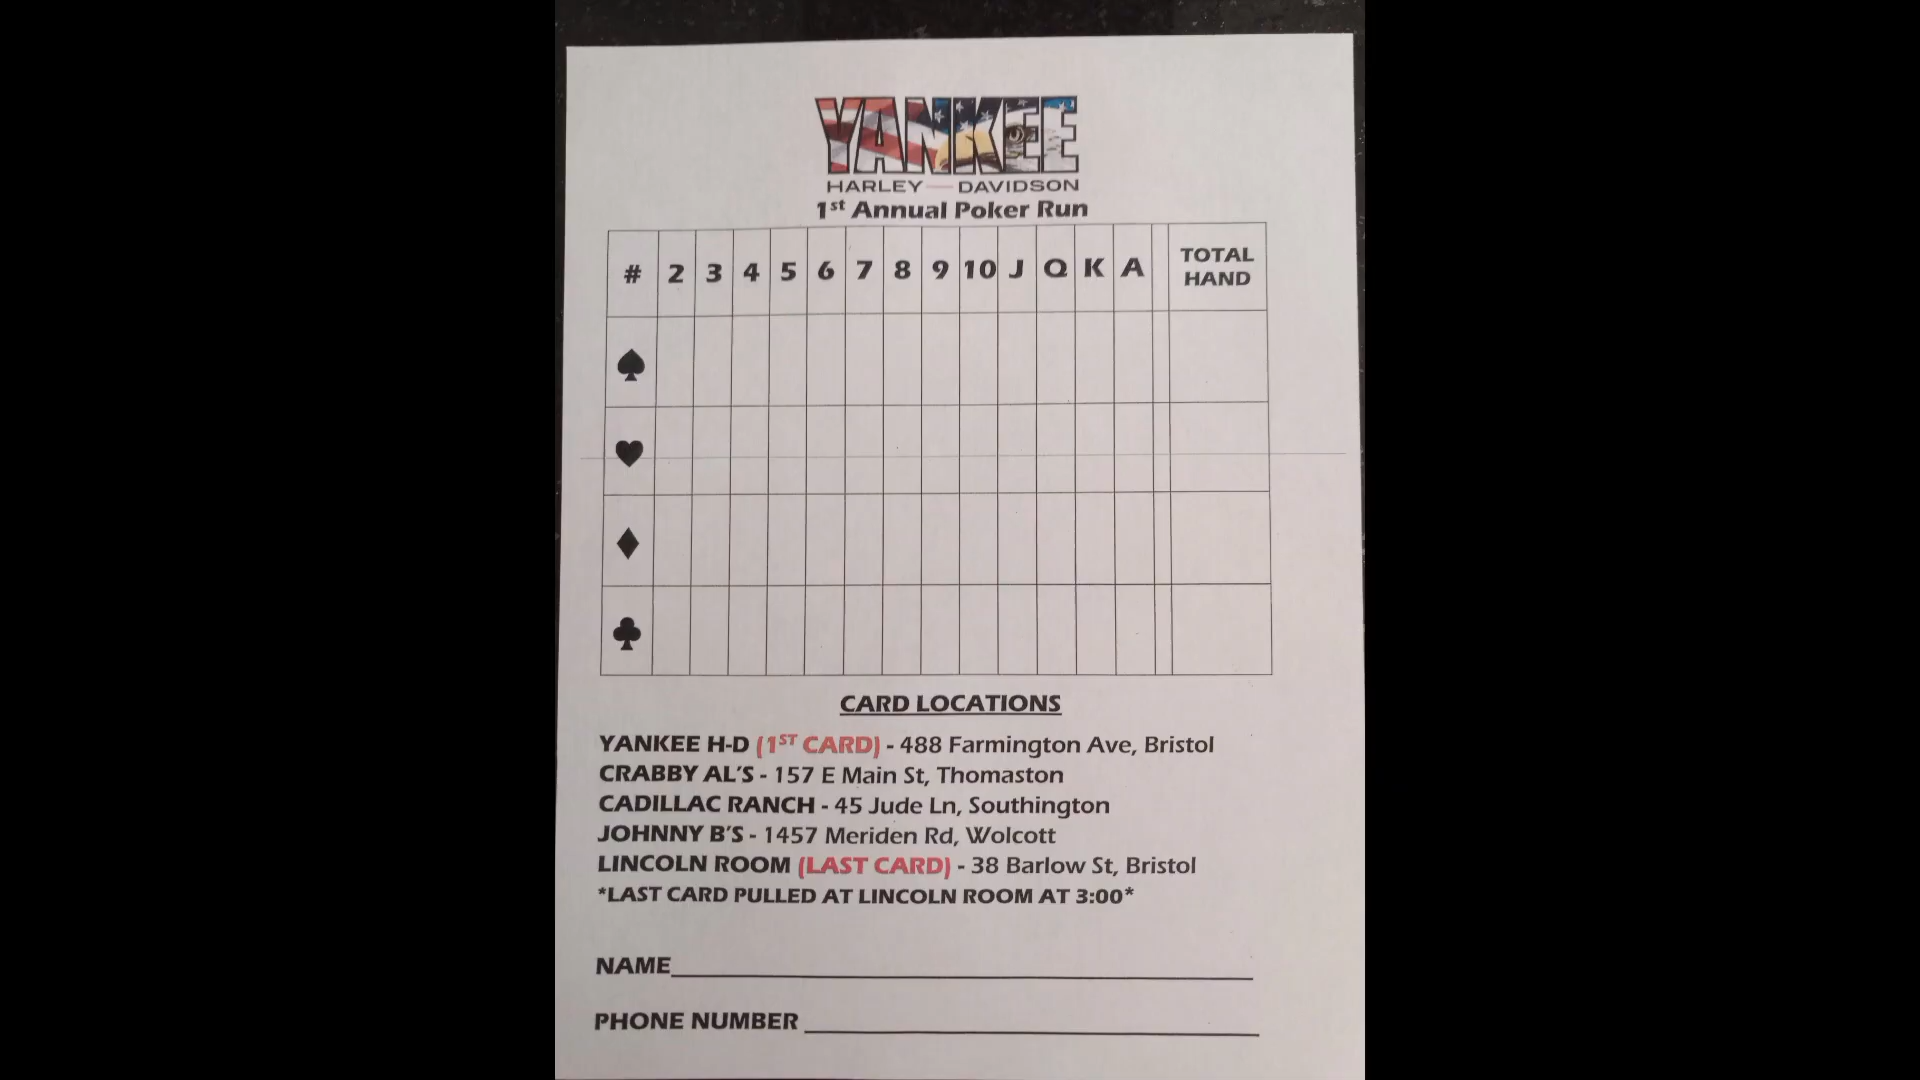 YANKEE
HARLEY — DAVIDSON
1st Annual Poker Run
# 2 3 4 5 6 7 8 9 10 J Q K A TOTAL HAND
♠
♥
♦
♣
CARD LOCATIONS
YANKEE H-D (1ST CARD) - 488 Farmington Ave, Bristol
CRABBY AL'S - 157 E Main St, Thomaston
CADILLAC RANCH - 45 Jude Ln, Southington
JOHNNY B'S - 1457 Meriden Rd, Wolcott
LINCOLN ROOM (LAST CARD) - 38 Barlow St, Bristol
*LAST CARD PULLED AT LINCOLN ROOM AT 3:00*
NAME
PHONE NUMBER